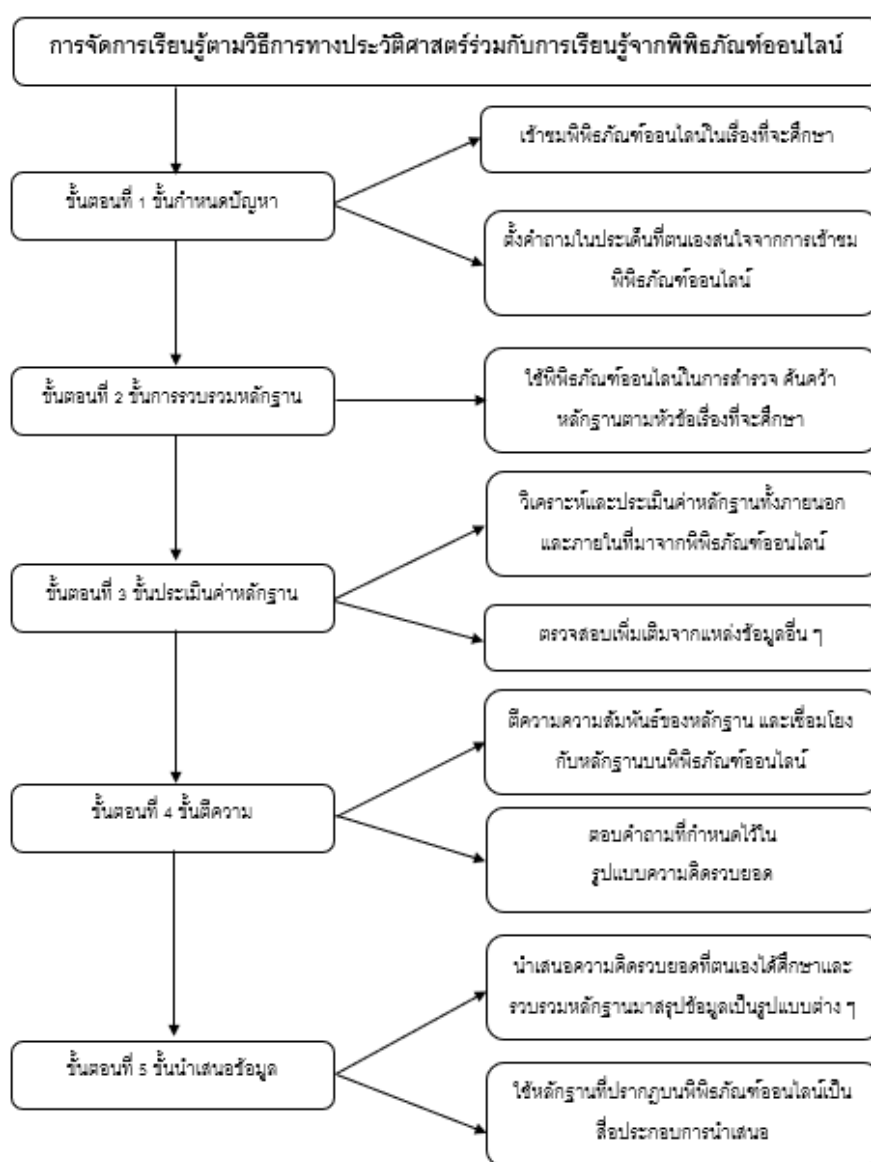 การจัดการเรียนรู้ตามวิธีการทางประวัติศาสตร์ร่วมกับการเรียนรู้จากพิพิธภัณฑ์ออนไลน์
เข้าชมพิพิธภัณฑ์ออนไลน์ในเรื่องที่จะศึกษา
ขั้นตอนที่ 1 ขั้นกำหนดปัญหา
ตั้งคำถามในประเด็นที่ตนเองสนใจจากการเข้าชม
พิพิธภัณฑ์ออนไลน์
ขั้นตอนที่ 2 ขั้นการรวบรวมหลักฐาน
ใช้พิพิธภัณฑ์ออนไลน์ในการสำรวจ ค้นคว้า
หลักฐานตามหัวข้อเรื่องที่จะศึกษา
วิเคราะห์และประเมินค่าหลักฐานทั้งภายนอก
และภายในที่มาจากพิพิธภัณฑ์ออนไลน์
ขั้นตอนที่ 3 ขั้นประเมินค่าหลักฐาน
ตรวจสอบเพิ่มเติมจากแหล่งข้อมูลอื่น ๆ
ตีความความสัมพันธ์ของหลักฐาน และเชื่อมโยง
กับหลักฐานบนพิพิธภัณฑ์ออนไลน์
ขั้นตอนที่ 4 ขั้นตีความ
ตอบคำถามที่กำหนดไว้ใน
รูปแบบความคิดรวบยอด
นำเสนอความคิดรวบยอดที่ตนเองได้ศึกษาและ
รวบรวมหลักฐานมาสรุปข้อมูลเป็นรูปแบบต่าง ๆ
ขั้นตอนที่ 5 ขั้นนำเสนอข้อมูล
ใช้หลักฐานที่ปรากฏบนพิพิธภัณฑ์ออนไลน์เป็น
สื่อประกอบการนำเสนอ